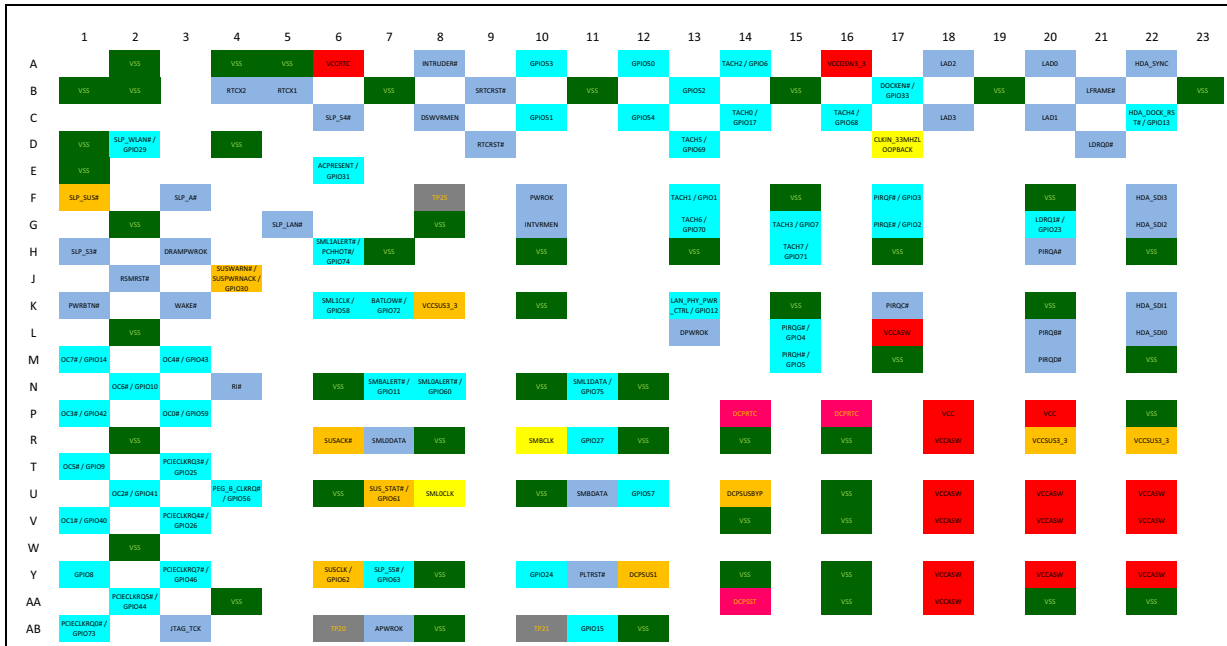 1 2 3 4 5 6 7 8 9 10 11 12 13 14 15 16 17 18 19 20 21 22 23
A VSS VSS VSS VCCRTC INTRUDER# GPIO53 GPIO50 TACH2 / GPIO6 VCCDSW3_3 LAD2 LAD0 HDA_SYNC
B VSS VSS RTCX2 RTCX1 VSS SRTCRST# VSS GPIO52 VSS DOCKEN# / GPIO33 VSS LFRAME# VSS
C SLP_S4# DSWVRMEN GPIO51 GPIO54 TACH0 / GPIO17 TACH4 / GPIO68 LAD3 LAD1 HDA_DOCK_RST# / GPIO13
D VSS SLP_WLAN# / GPIO29 VSS RTCRST# TACH5 / GPIO69 CLKIN_33MHZLOOPBACK LDRQ0#
E VSS ACPRESENT / GPIO31
F SLP_SUS# SLP_A# TP25 PWROK TACH1 / GPIO1 VSS PIRQF# / GPIO3 VSS HDA_SDI3
G VSS SLP_LAN# VSS INTVRMEN TACH6 / GPIO70 TACH3 / GPIO7 PIRQE# / GPIO2 LDRQ1# / GPIO23 HDA_SDI2
H SLP_S3# DRAMPWROK SML1ALERT# / PCHHOT# / GPIO74 VSS VSS VSS TACH7 / GPIO71 VSS PIRQA# VSS
J RSMRST# SUSWARN# / SUSPWRNACK / GPIO30
K PWRBTN# WAKE# SML1CLK / GPIO58 BATLOW# / GPIO72 VCCSUS3_3 VSS LAN_PHY_PWR_CTRL / GPIO12 VSS PIRQC# VSS HDA_SDI1
L VSS DPWROK PIRQG# / GPIO4 VCCASW PIRQB# HDA_SDI0
M OC7# / GPIO14 OC4# / GPIO43 PIRQH# / GPIO5 VSS PIRQD# VSS
N OC6# / GPIO10 RI# VSS SMBALERT# / GPIO11 SML0ALERT# / GPIO60 VSS SML1DATA / GPIO75 VSS
P OC3# / GPIO42 OC0# / GPIO59 DCPRTC DCPRTC VCC VCC VSS
R VSS SUSACK# SML0DATA VSS SMBCLK GPIO27 VSS VSS VSS VCCASW VCCSUS3_3 VCCSUS3_3
T OC5# / GPIO9 PCIECLKRQ3# / GPIO25
U OC2# / GPIO41 PEG_B_CLKRQ# / GPIO56 VSS SUS_STAT# / GPIO61 SML0CLK VSS SMBDATA GPIO57 DCPSUSBYP VSS VCCASW VCCASW VCCASW
V OC1# / GPIO40 PCIECLKRQ4# / GPIO26 VSS VSS VCCASW VCCASW VCCASW
W VSS
Y GPIO8 PCIECLKRQ7# / GPIO46 SUSCLK / GPIO62 SLP_S5# / GPIO63 VSS GPIO24 PLTRST# DCPSUS1 VSS VSS VCCASW VCCASW VCCASW
AA PCIECLKRQ5# / GPIO44 VSS DCPSST VSS VCCASW VSS VSS
AB PCIECLKRQ0# / GPIO73 JTAG_TCK TP20 APWROK VSS TP21 GPIO15 VSS